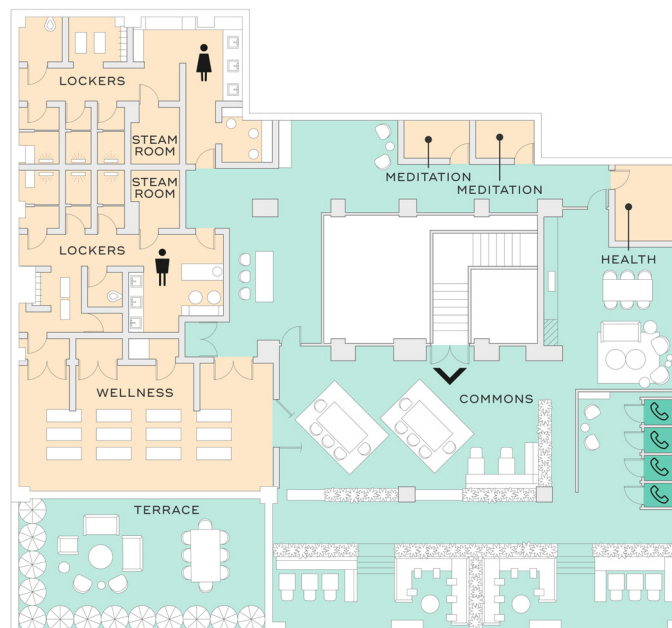 LOCKERS
STEAM
ROOM
STEAM
ROOM
MEDITATION
MEDITATION
LOCKERS
HEALTH
WELLNESS
COMMONS
TERRACE